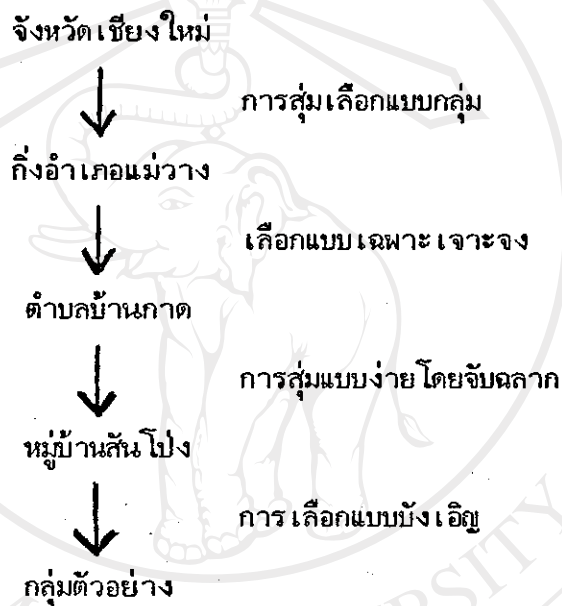 จังหวัดเชียงใหม่
การสุ่มเลือกแบบกลุ่ม
กิ่งอำเภอแม่วาง
เลือกแบบเฉพาะเจาะจง
ตำบลบ้านกาด
การสุ่มแบบง่ายโดยจับฉลาก
หมู่บ้านสันโป่ง
การเลือกแบบบังเอิญ
กลุ่มตัวอย่าง
ERSITY